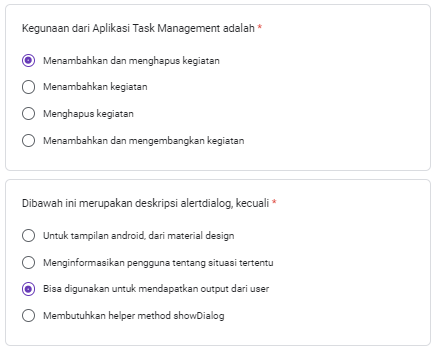 Kegunaan dari Aplikasi Task Management adalah *
Menambahkan dan menghapus kegiatan
Menambahkan kegiatan
Menghapus kegiatan
Menambahkan dan mengembangkan kegiatan
Dibawah ini merupakan deskripsi alertdialog, kecuali *
Untuk tampilan android, dari material design
Menginformasikan pengguna tentang situasi tertentu
Bisa digunakan untuk mendapatkan output dari user
Membutuhkan helper method showDialog